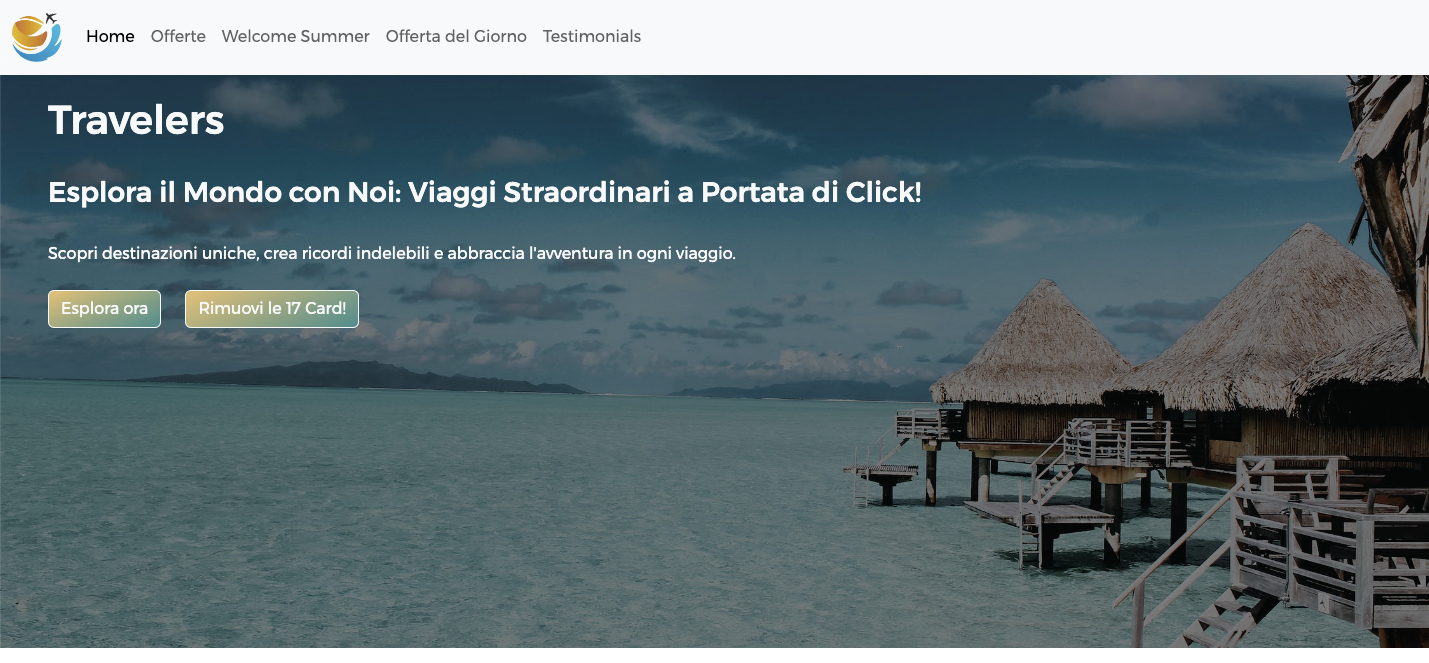 Home Offerte Welcome Summer Offerta del Giorno Testimonials
Travelers
Esplora il Mondo con Noi: Viaggi Straordinari a Portata di Click!
Scopri destinazioni uniche, crea ricordi indelebili e abbraccia l'avventura in ogni viaggio.
Esplora ora Rimuovi le 17 Card!